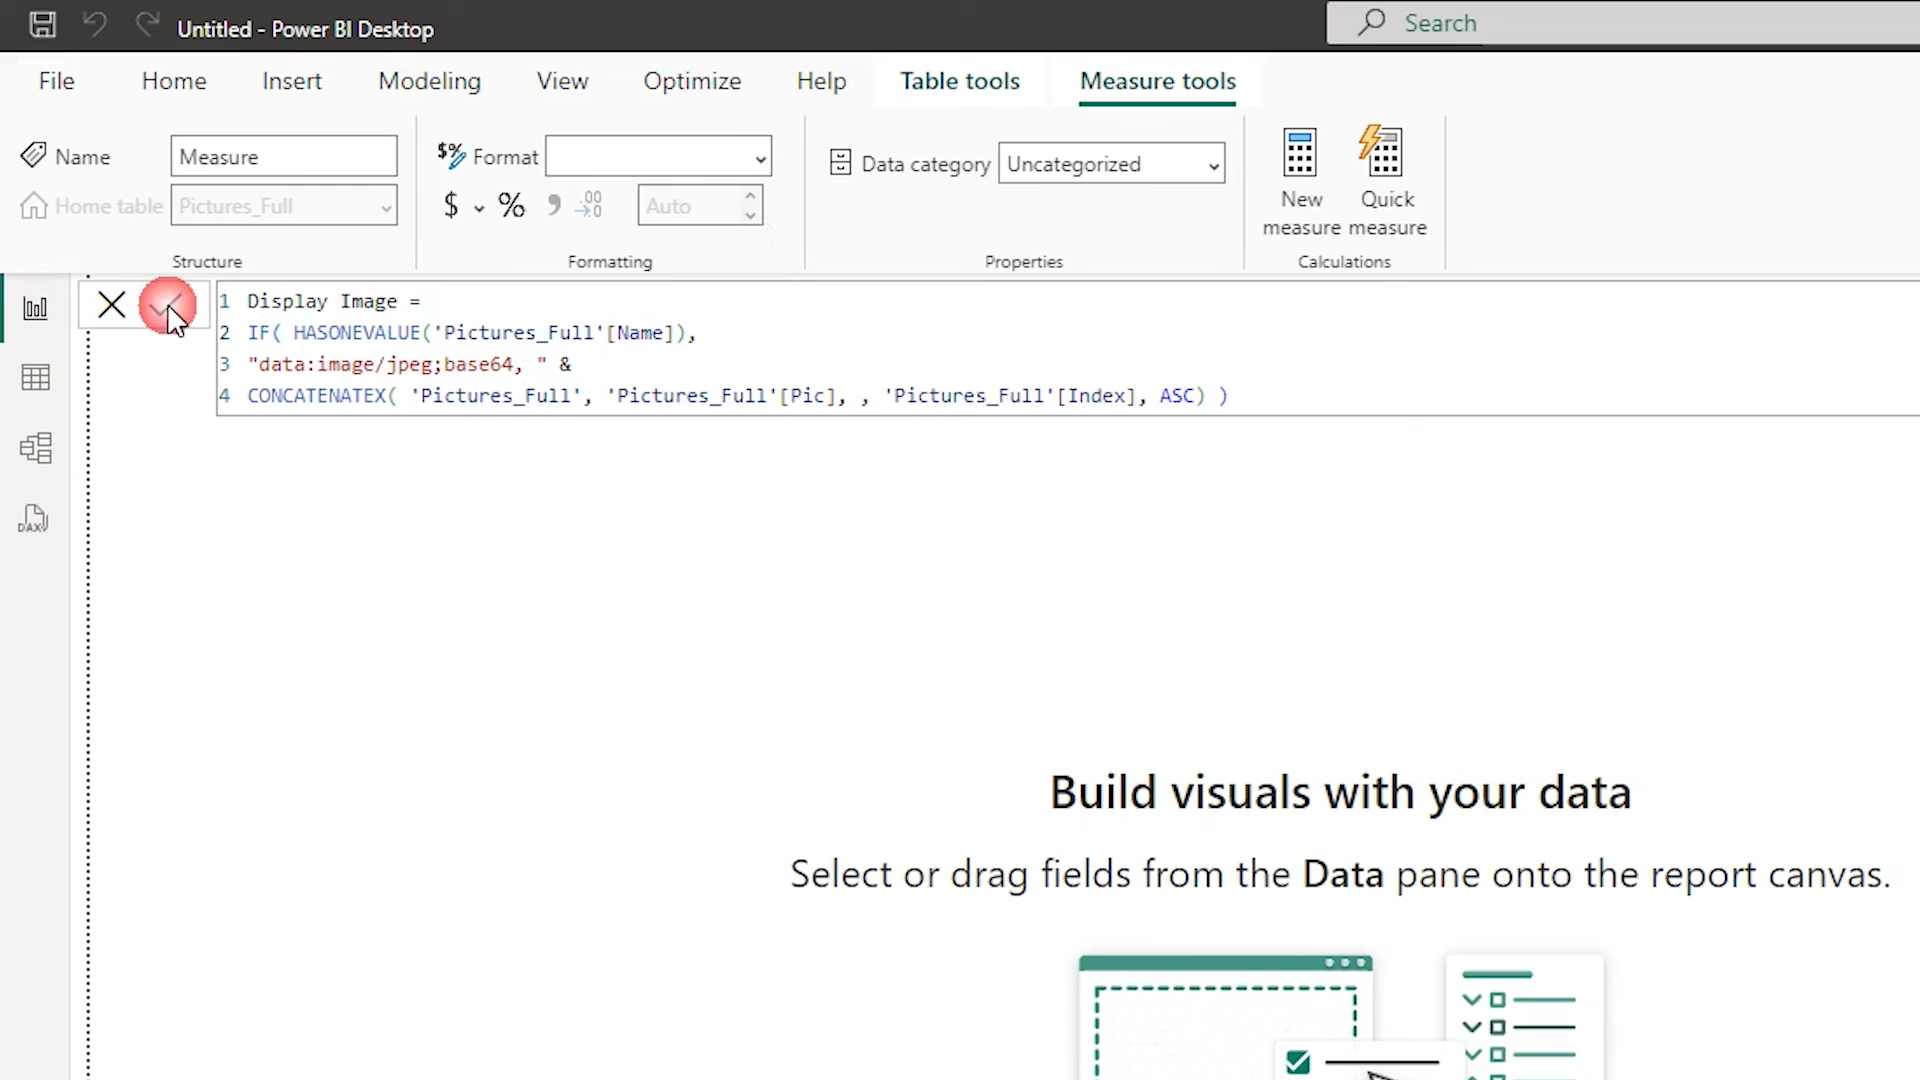 Untitled - Power BI Desktop
Search
File Home Insert Modeling View Optimize Help Table tools Measure tools
Name Measure
Home table Pictures_Full
Structure
$% Format
$ % , .00
Auto
Formatting
Data category Uncategorized
Properties
New measure
Quick measure
Calculations
1 Display Image =
2 IF( HASONEVALUE('Pictures_Full'[Name]),
3 "data:image/jpeg;base64, " &
4 CONCATENATEX( 'Pictures_Full', 'Pictures_Full'[Pic], , 'Pictures_Full'[Index], ASC) )
DAX
Build visuals with your data
Select or drag fields from the Data pane onto the report canvas.